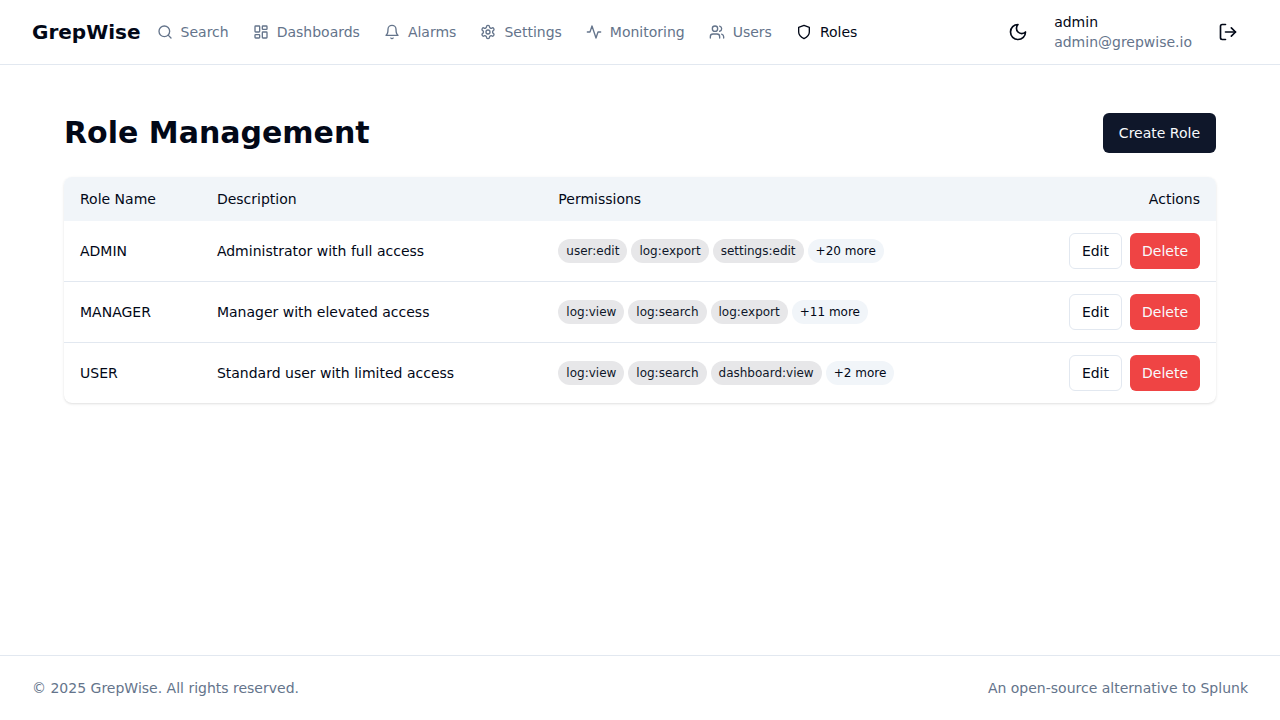 GrepWise Search Dashboards Alarms Settings Monitoring Users Roles admin
admin@grepwise.io
Role Management Create Role
Role Name Description Permissions Actions
ADMIN Administrator with full access user:edit log:export settings:edit +20 more Edit Delete
MANAGER Manager with elevated access log:view log:search log:export +11 more Edit Delete
USER Standard user with limited access log:view log:search dashboard:view +2 more Edit Delete
© 2025 GrepWise. All rights reserved. An open-source alternative to Splunk